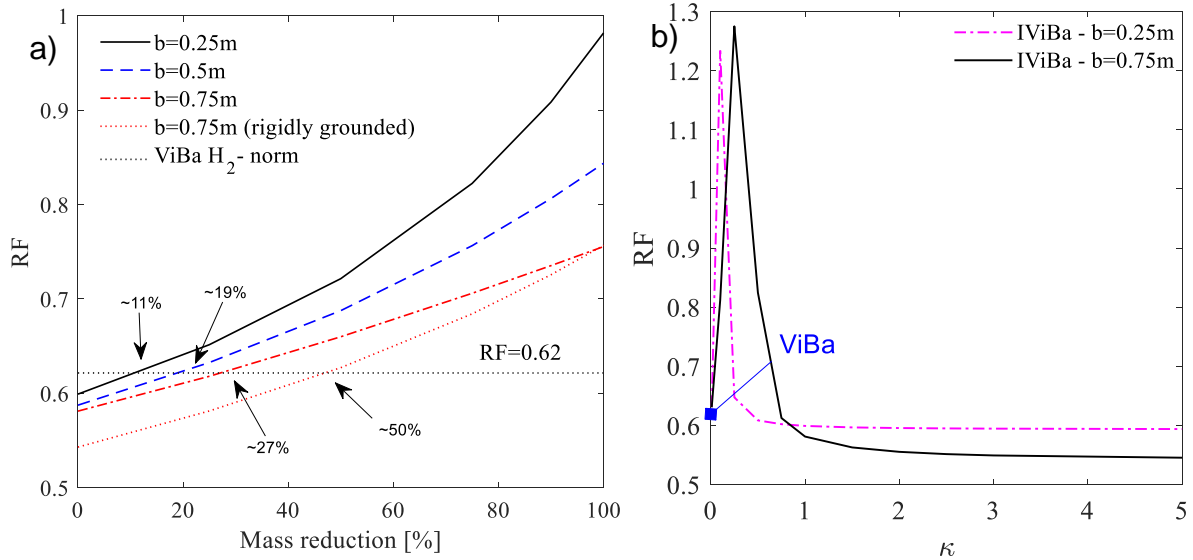 a)
b=0.25m
b=0.5m
b=0.75m
b=0.75m (rigidly grounded)
ViBa H2- norm
~11%
~19%
~27%
~50%
RF=0.62
1
0.9
0.8
0.7
0.6
0.5
RF
0 20 40 60 80 100
Mass reduction [%]
b)
IViBa - b=0.25m
IViBa - b=0.75m
ViBa
1.3
1.2
1.1
1
0.9
0.8
0.7
0.6
0.5
RF
0 1 2 3 4 5
κ